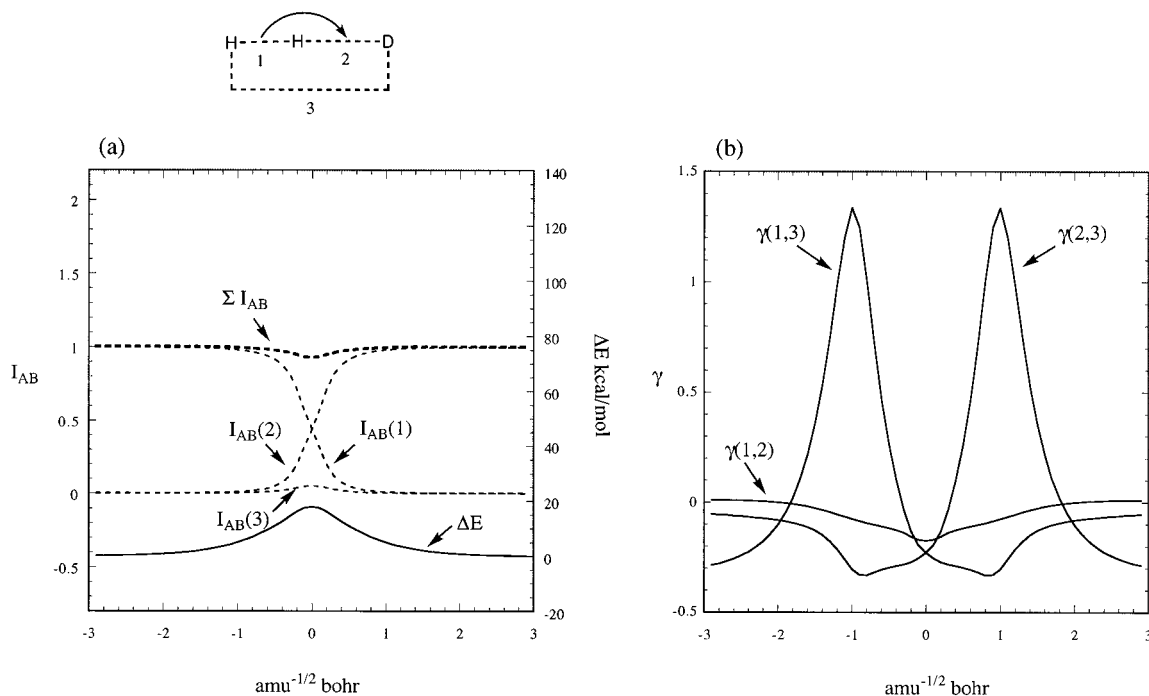 H H D
1 2
3
(a)
2
1.5
1
0.5
0
-0.5
I_AB
Σ I_AB
I_AB(2)
I_AB(1)
I_AB(3)
ΔE
140
120
100
80
60
40
20
0
-20
ΔE kcal/mol
-3 -2 -1 0 1 2 3
amu^-1/2 bohr
(b)
1.5
1
0.5
0
-0.5
γ
γ(1,3)
γ(2,3)
γ(1,2)
-3 -2 -1 0 1 2 3
amu^-1/2 bohr